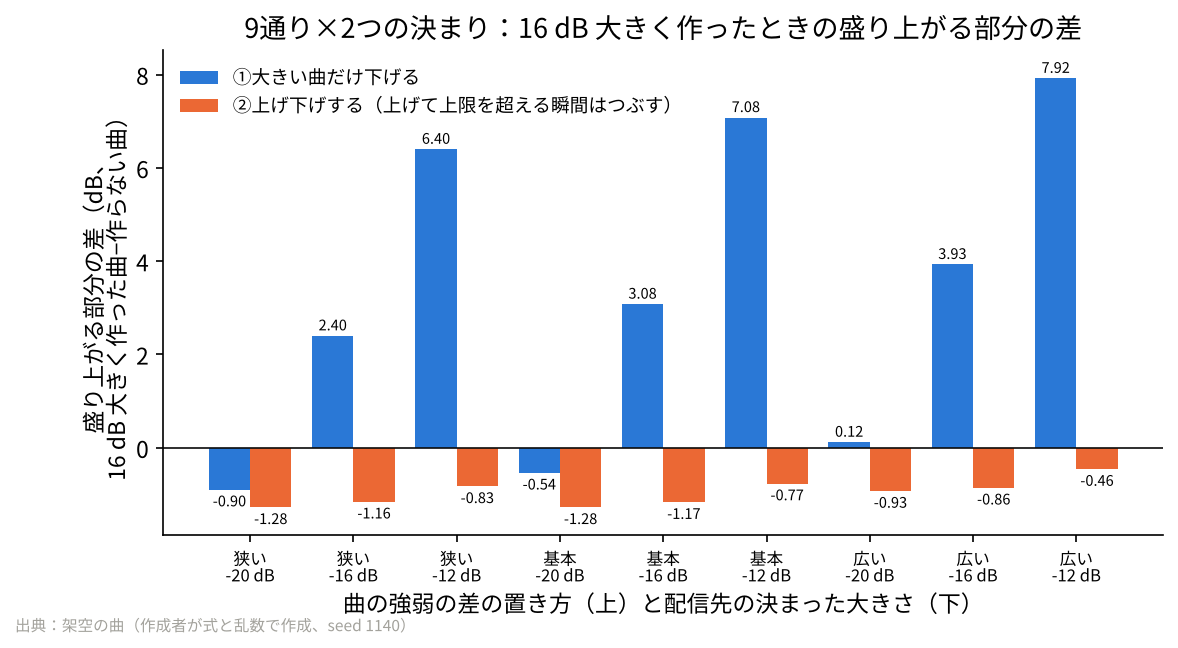 9通り×2つの決まり：16 dB 大きく作ったときの盛り上がる部分の差
①大きい曲だけ下げる
②上げ下げする（上げて上限を超える瞬間はつぶす）
盛り上がる部分の差（dB、
16 dB 大きく作った曲−作らない曲）
8
6
4
2
0
-0.90
-1.28
2.40
-1.16
6.40
-0.83
-0.54
-1.28
3.08
-1.17
7.08
-0.77
0.12
-0.93
3.93
-0.86
7.92
-0.46
狭い
-20 dB
狭い
-16 dB
狭い
-12 dB
基本
-20 dB
基本
-16 dB
基本
-12 dB
広い
-20 dB
広い
-16 dB
広い
-12 dB
曲の強弱の差の置き方（上）と配信先の決まった大きさ（下）
出典：架空の曲（作成者が式と乱数で作成、seed 1140）